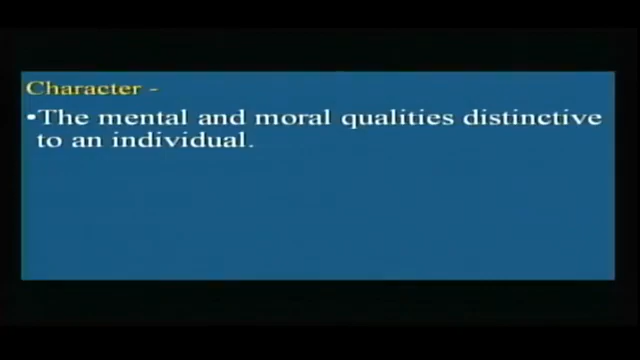 Character -
•The mental and moral qualities distinctive
to an individual.